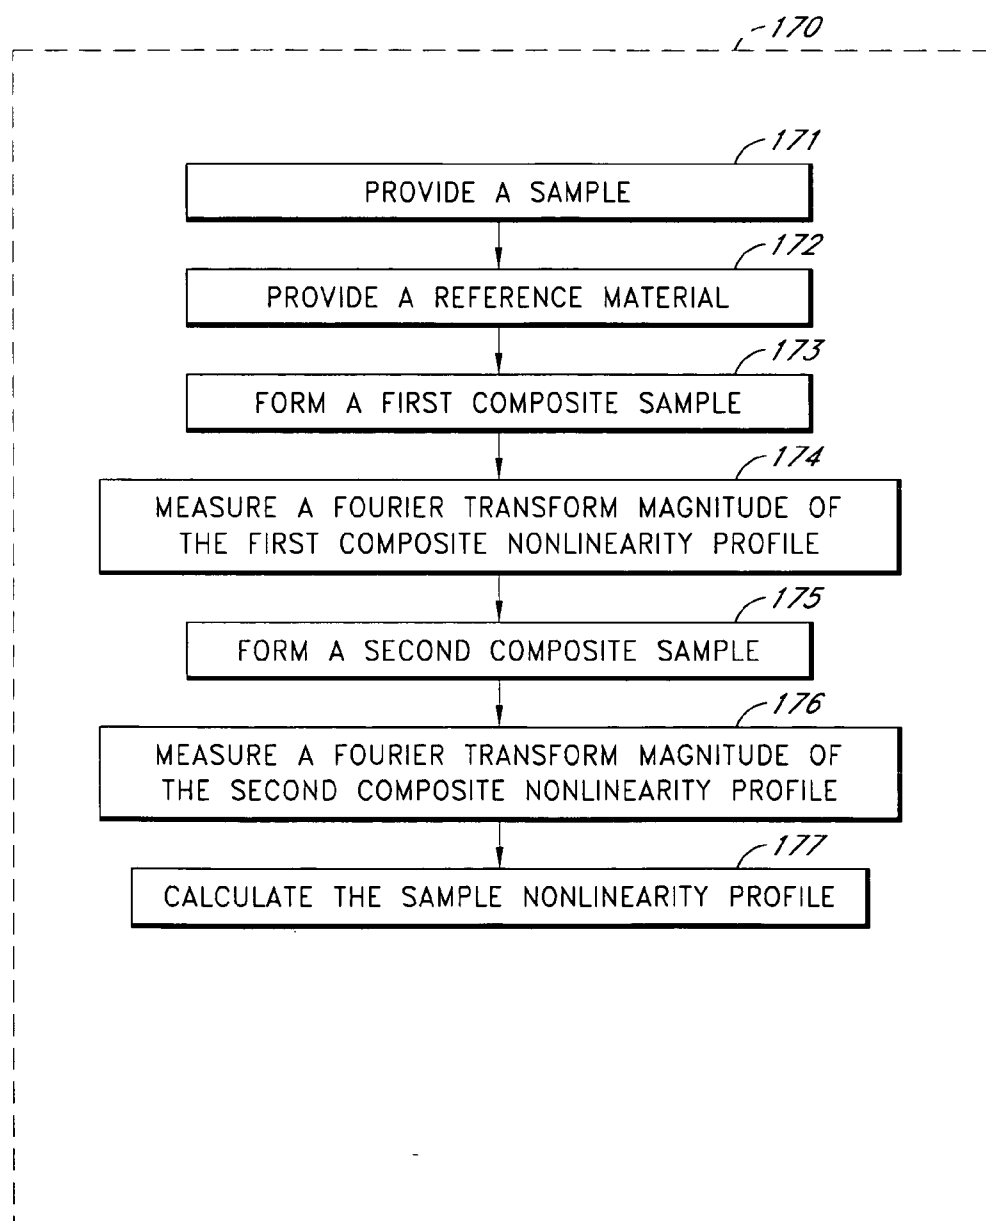 170
171
PROVIDE A SAMPLE
172
PROVIDE A REFERENCE MATERIAL
173
FORM A FIRST COMPOSITE SAMPLE
174
MEASURE A FOURIER TRANSFORM MAGNITUDE OF
THE FIRST COMPOSITE NONLINEARITY PROFILE
175
FORM A SECOND COMPOSITE SAMPLE
176
MEASURE A FOURIER TRANSFORM MAGNITUDE OF
THE SECOND COMPOSITE NONLINEARITY PROFILE
177
CALCULATE THE SAMPLE NONLINEARITY PROFILE